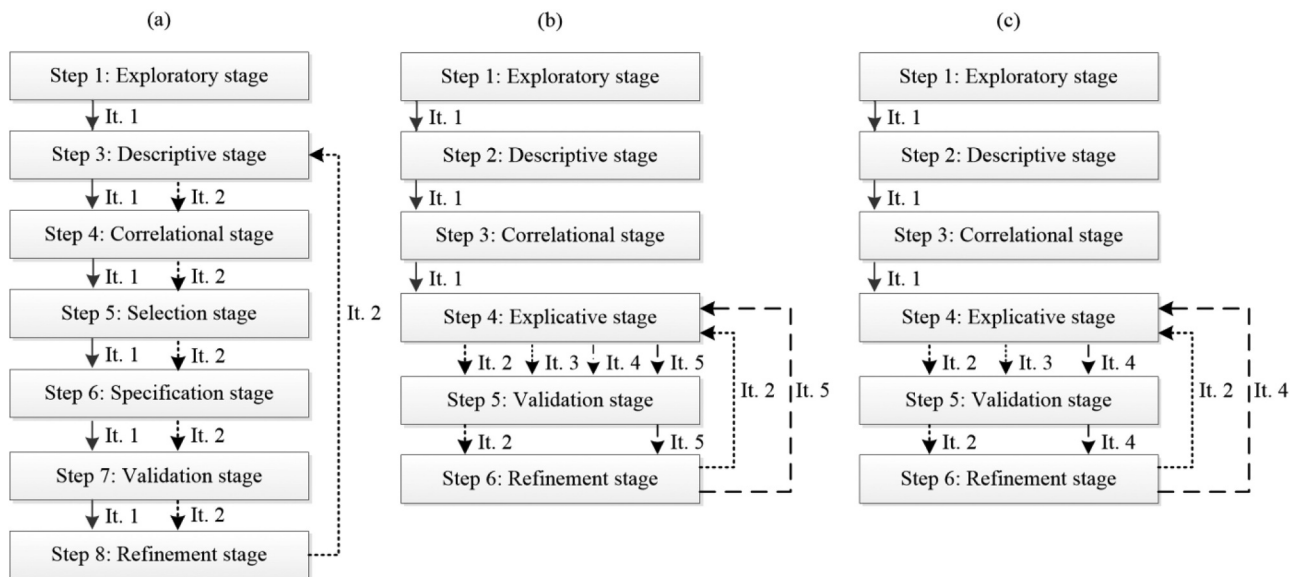 (a)
Step 1: Exploratory stage
It. 1
Step 3: Descriptive stage
It. 1
It. 2
Step 4: Correlational stage
It. 1
It. 2
Step 5: Selection stage
It. 1
It. 2
Step 6: Specification stage
It. 1
It. 2
Step 7: Validation stage
It. 1
It. 2
Step 8: Refinement stage
It. 2
(b)
Step 1: Exploratory stage
It. 1
Step 2: Descriptive stage
It. 1
Step 3: Correlational stage
It. 1
Step 4: Explicative stage
It. 2
It. 3
It. 4
It. 5
Step 5: Validation stage
It. 2
It. 5
Step 6: Refinement stage
It. 2
It. 5
(c)
Step 1: Exploratory stage
It. 1
Step 2: Descriptive stage
It. 1
Step 3: Correlational stage
It. 1
Step 4: Explicative stage
It. 2
It. 3
It. 4
Step 5: Validation stage
It. 2
It. 4
Step 6: Refinement stage
It. 2
It. 4